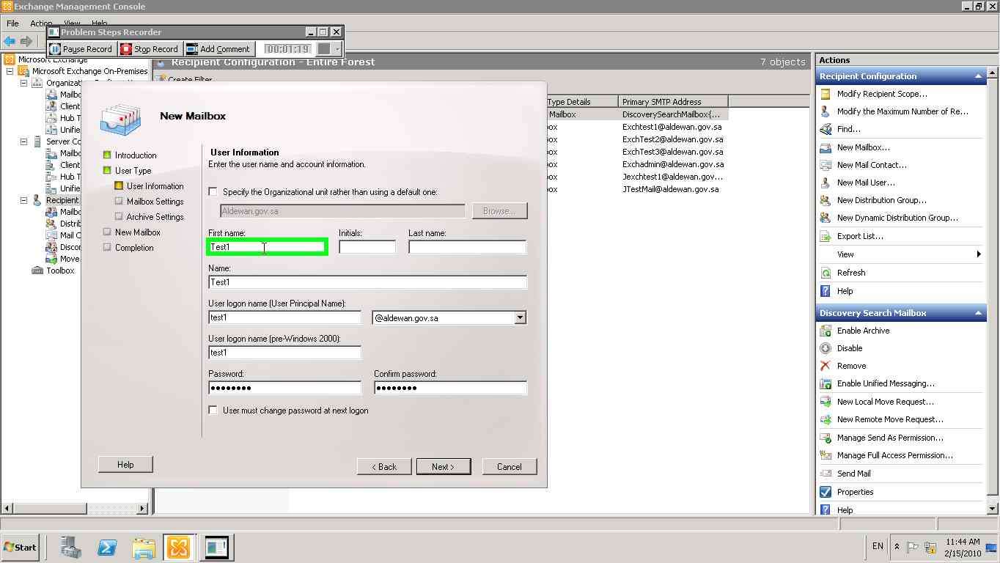 Exchange Management Console
File Action View Help
Problem Steps Recorder
Pause Record Stop Record Add Comment 00:01:19
Microsoft Exchange
Microsoft Exchange On-Premises
Mailbo
Client
Hub T
Unifie
Server Co
Mailbo
Client
Hub T
Unifie
Recipient
Mailbo
Distrib
Mail C
Discon
Move
Toolbox
Recipient Configuration - Entire Forest 7 objects
Create Filter
Type Details Primary SMTP Address
Mailbox DiscoverySearchMailbox{...
ox Exchtest1@aldewan.gov.sa
ox ExchTest2@aldewan.gov.sa
ox ExchTest3@aldewan.gov.sa
ox Exchadmin@aldewan.gov.sa
ox Jexchtest1@aldewan.gov...
ox JTestMail@aldewan.gov.sa
New Mailbox
Introduction
User Type
User Information
Mailbox Settings
Archive Settings
New Mailbox
Completion
User Information
Enter the user name and account information.
Specify the Organizational unit rather than using a default one:
Aldewan.gov.sa Browse...
First name: Initials: Last name:
Test1
Name:
Test1
User logon name (User Principal Name):
test1 @aldewan.gov.sa
User logon name (pre-Windows 2000):
test1
Password: Confirm password:
●●●●●●●● ●●●●●●●●
User must change password at next logon
Help < Back Next > Cancel
Actions
Recipient Configuration
Modify Recipient Scope...
Modify the Maximum Number of Re...
Find...
New Mailbox...
New Mail Contact...
New Mail User...
New Distribution Group...
New Dynamic Distribution Group...
Export List...
View
Refresh
Help
Discovery Search Mailbox
Enable Archive
Disable
Remove
Enable Unified Messaging...
New Local Move Request...
New Remote Move Request...
Manage Send As Permission...
Manage Full Access Permission...
Send Mail
Properties
Help
Start EN 11:44 AM
2/15/2010